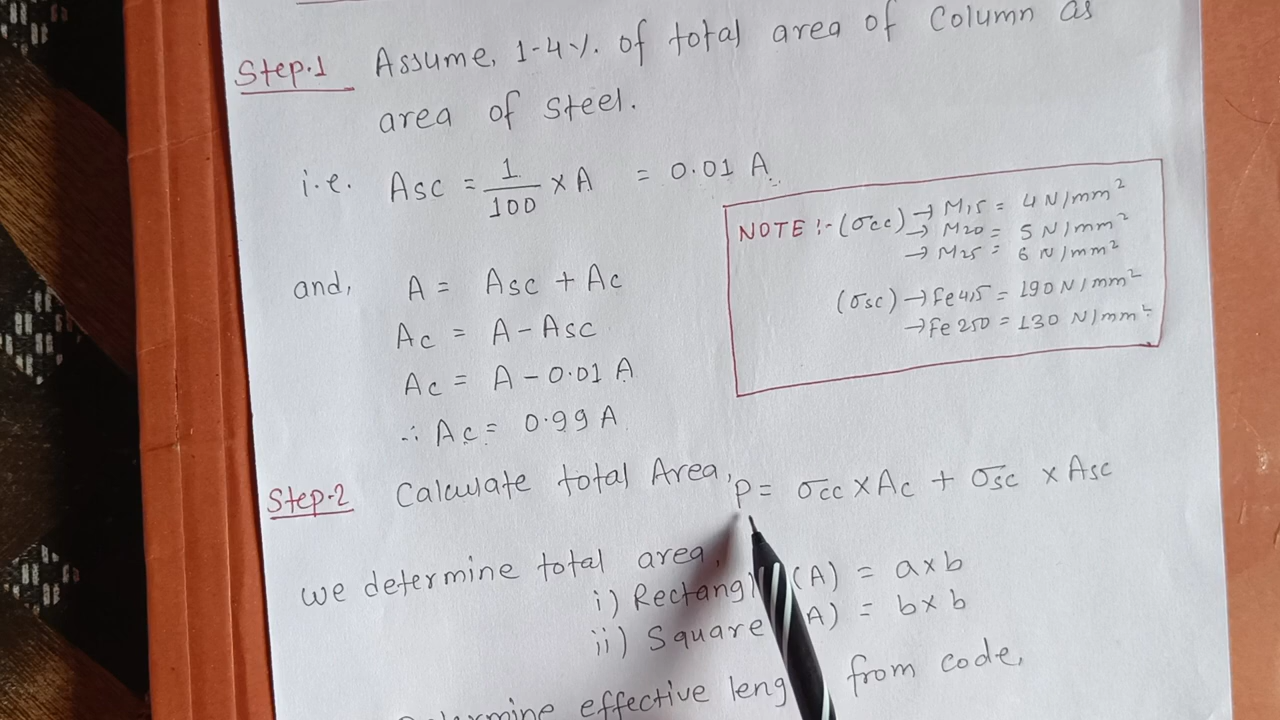 Step.1 Assume, 1-4%. of total area of Column as
area of steel.
i.e. Asc = 1/100 × A = 0.01 A
NOTE :- (σcc) → M15 = 4 N/mm²
→ M20 = 5 N/mm²
→ M25 = 6 N/mm²
(σsc) → Fe415 = 190 N/mm²
→ Fe250 = 130 N/mm²
and, A = Asc + Ac
Ac = A - Asc
Ac = A - 0.01 A
∴ Ac = 0.99 A
Step-2 Calculate total Area, P = σcc × Ac + σsc × Asc
we determine total area,
i) Rectangl (A) = a×b
ii) Square A) = b×b
effective leng from code,